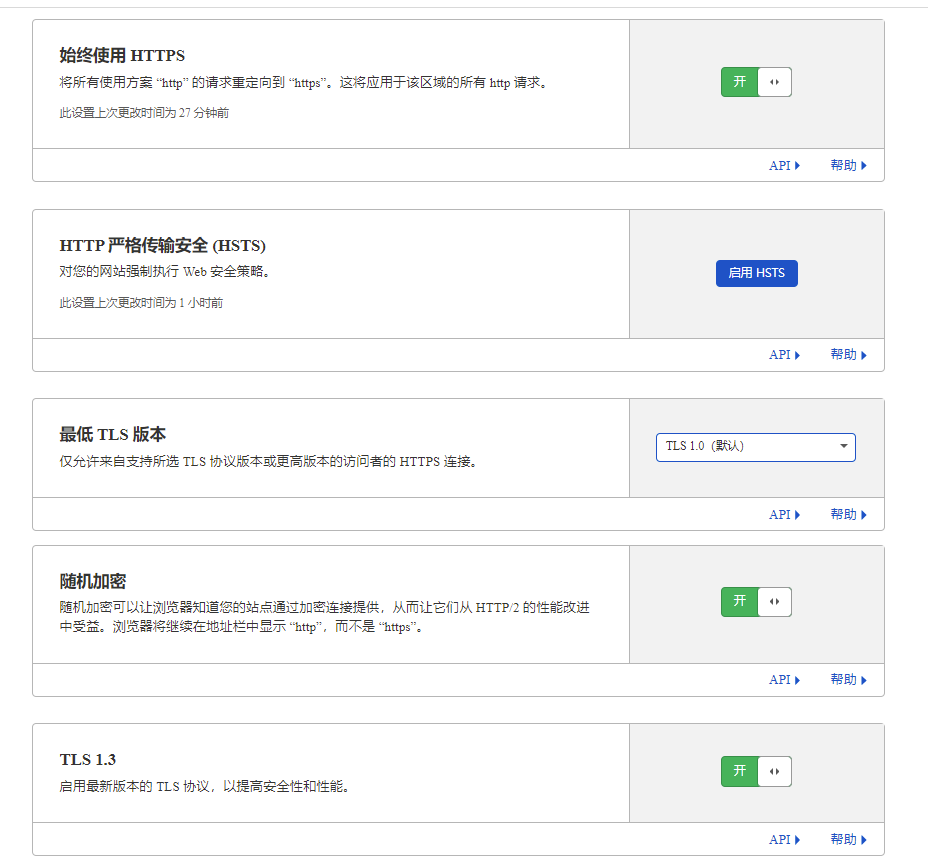 始终使用 HTTPS
将所有使用方案 “http” 的请求重定向到 “https”。这将应用于该区域的所有 http 请求。
此设置上次更改时间为 27 分钟前
开
API
帮助
HTTP 严格传输安全 (HSTS)
对您的网站强制执行 Web 安全策略。
此设置上次更改时间为 1 小时前
启用 HSTS
API
帮助
最低 TLS 版本
仅允许来自支持所选 TLS 协议版本或更高版本的访问者的 HTTPS 连接。
TLS 1.0（默认）
API
帮助
随机加密
随机加密可以让浏览器知道您的站点通过加密连接提供，从而让它们从 HTTP/2 的性能改进
中受益。浏览器将继续在地址栏中显示 “http”，而不是 “https”。
开
API
帮助
TLS 1.3
启用最新版本的 TLS 协议，以提高安全性和性能。
开
API
帮助